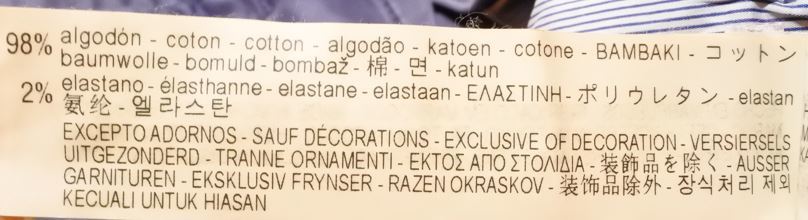 98% algodón - coton - cotton - algodão - katoen - cotone - BAMBAKI - コットン
baumwolle - bomuld - bombaž - 棉 - 면 - katun
2% elastano - élasthanne - elastane - elastaan - ΕΛΑΣΤΙΝΗ - ポリウレタン - elastan
氨纶 - 엘라스탄
EXCEPTO ADORNOS - SAUF DÉCORATIONS - EXCLUSIVE OF DECORATION - VERSIERSELS
UITGEZONDERD - TRANNE ORNAMENTI - ΕΚΤΟΣ ΑΠΟ ΣΤΟΛΙΔΙΑ - 装飾品を除く - AUSSER
GARNITUREN - EKSKLUSIV FRYNSER - RAZEN OKRASKOV - 装饰品除外 - 장식처리 제외
KECUALI UNTUK HIASAN